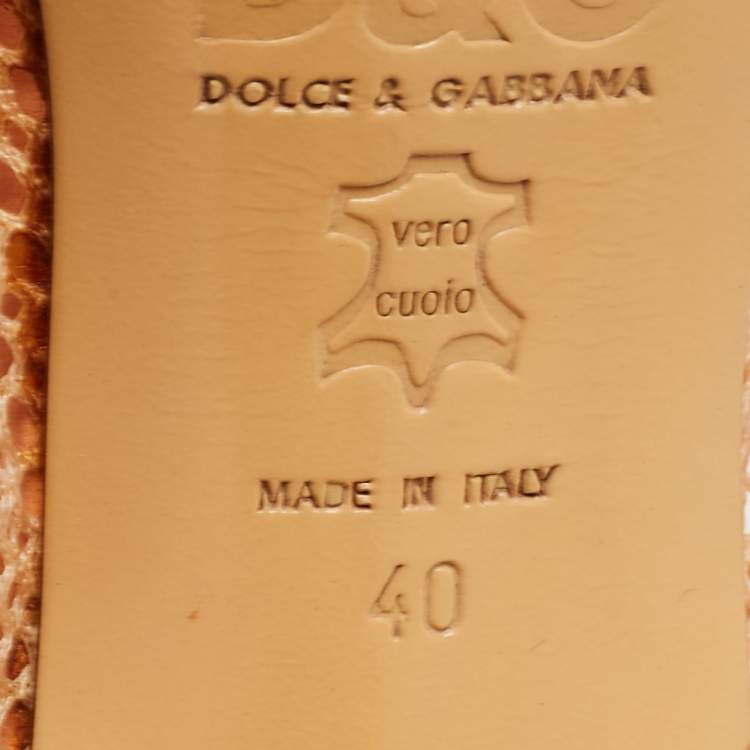 D&G
DOLCE & GABBANA
vero
cuoio
MADE IN ITALY
40